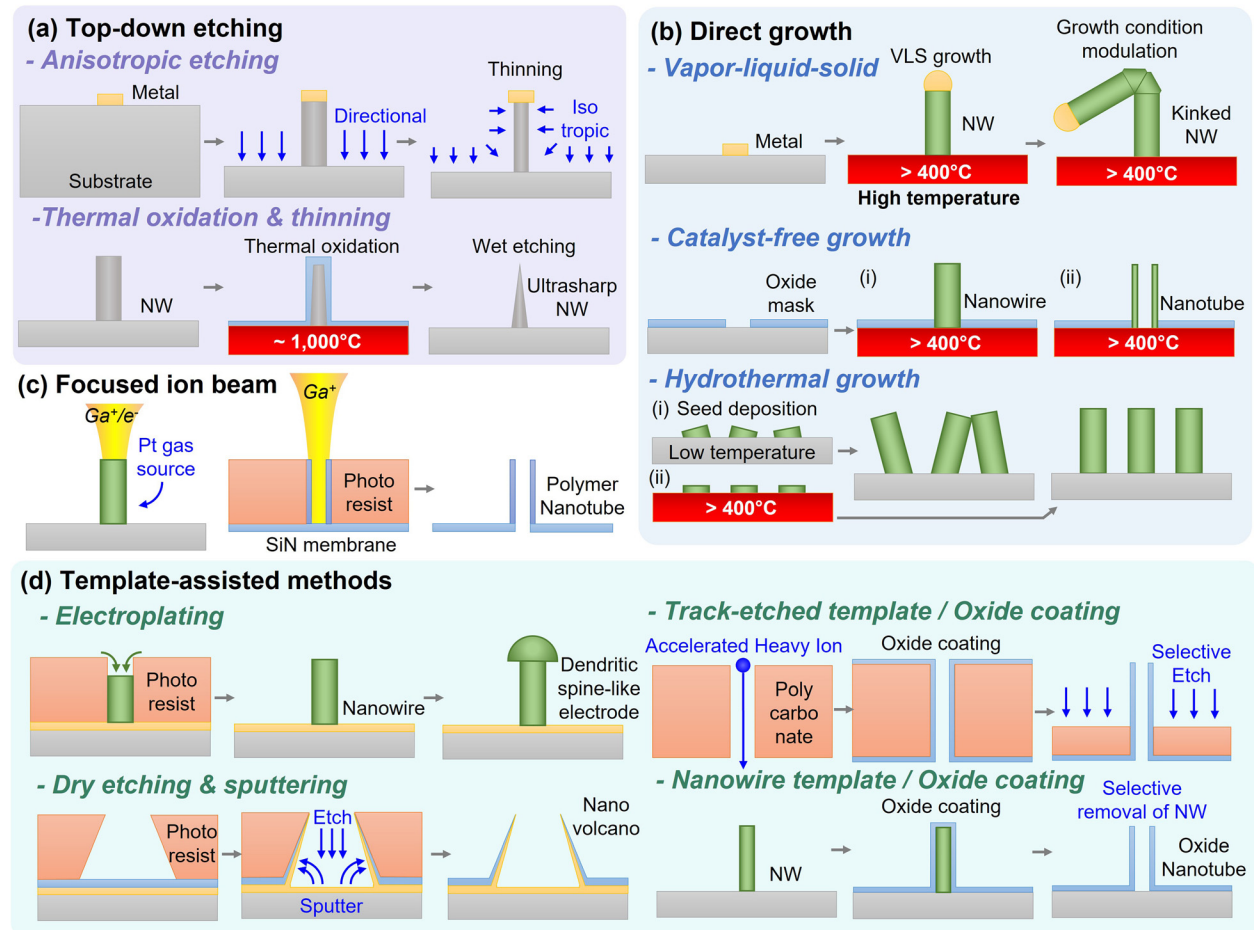 (a) Top-down etching
- Anisotropic etching
Metal
Substrate
Directional
Thinning
Iso
tropic
-Thermal oxidation & thinning
NW
Thermal oxidation
~ 1,000°C
Wet etching
Ultrasharp
NW
(b) Direct growth
- Vapor-liquid-solid
Metal
VLS growth
NW
> 400°C
High temperature
Growth condition
modulation
Kinked
NW
> 400°C
- Catalyst-free growth
Oxide
mask
(i)
Nanowire
> 400°C
(ii)
Nanotube
> 400°C
- Hydrothermal growth
(i) Seed deposition
Low temperature
(ii)
> 400°C
(c) Focused ion beam
Ga+/e-
Pt gas
source
Ga+
Photo
resist
SiN membrane
Polymer
Nanotube
(d) Template-assisted methods
- Electroplating
Photo
resist
Nanowire
Dendritic
spine-like
electrode
- Dry etching & sputtering
Photo
resist
Etch
Sputter
Nano
volcano
- Track-etched template / Oxide coating
Accelerated Heavy Ion
Poly
carbo
nate
Oxide coating
Selective
Etch
- Nanowire template / Oxide coating
NW
Oxide coating
Selective
removal of NW
Oxide
Nanotube